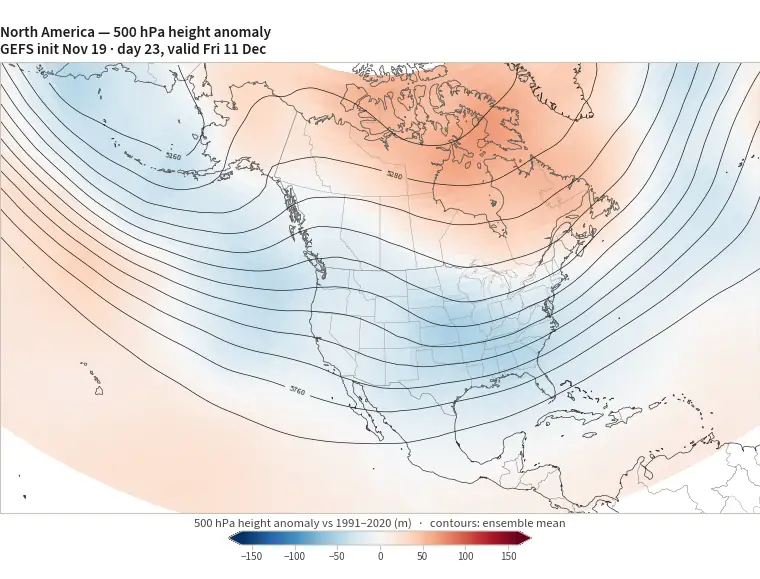 North America — 500 hPa height anomaly
GEFS init Nov 19 · day 23, valid Fri 11 Dec
5160
5160
5280
5760
500 hPa height anomaly vs 1991–2020 (m) · contours: ensemble mean
−150 −100 −50 0 50 100 150